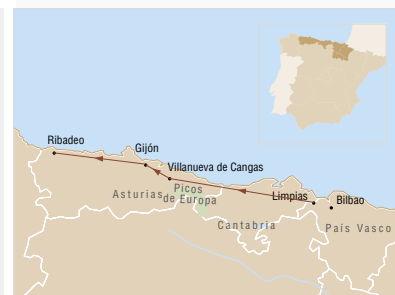 Ribadeo
Gijón
Villanueva de Cangas
Asturias
Picos
de Europa
Limpias
Bilbao
Cantabria
País Vasco